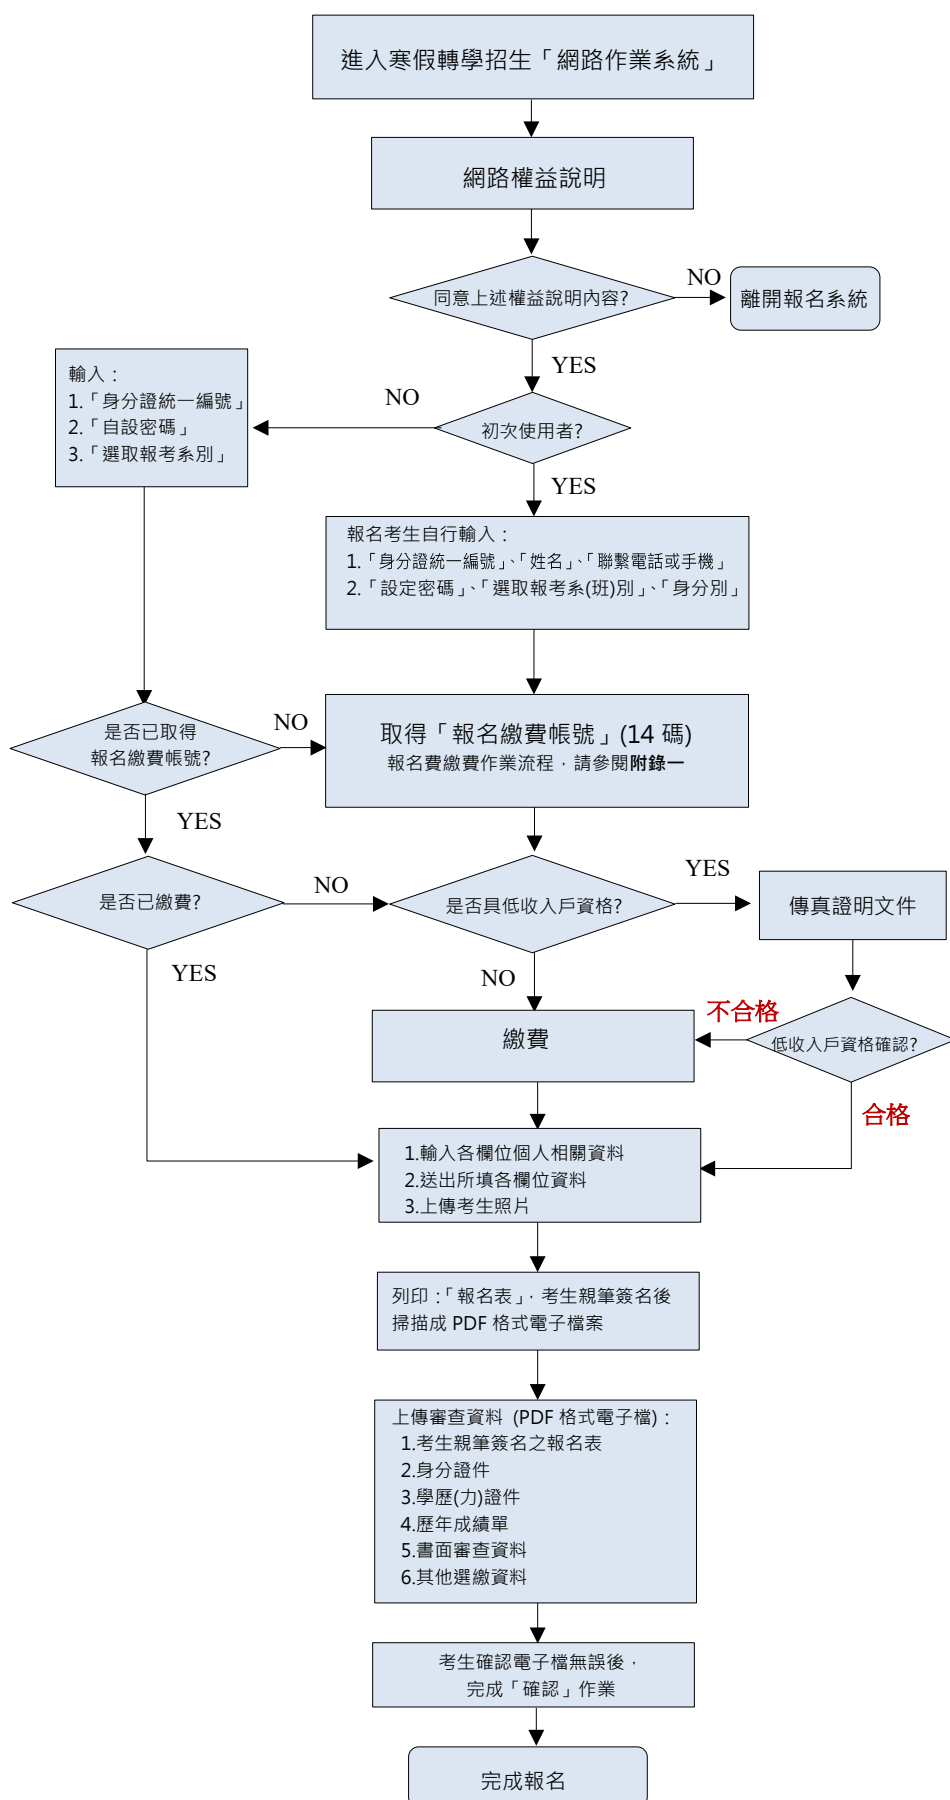 進入寒假轉學招生「網路作業系統」
網路權益說明
同意上述權益說明內容?
NO
離開報名系統
YES
輸入：
1.「身分證統一編號」
2.「自設密碼」
3.「選取報考系別」
NO
初次使用者?
YES
報名考生自行輸入：
1.「身分證統一編號」、「姓名」、「聯繫電話或手機」
2.「設定密碼」、「選取報考系(班)別」、「身分別」
是否已取得
報名繳費帳號?
NO
取得「報名繳費帳號」(14 碼)
報名費繳費作業流程，請參閱附錄一
YES
是否已繳費?
NO
是否具低收入戶資格?
YES
傳真證明文件
YES
NO
不合格
繳費
低收入戶資格確認?
合格
1.輸入各欄位個人相關資料
2.送出所填各欄位資料
3.上傳考生照片
列印：「報名表」，考生親筆簽名後
掃描成 PDF 格式電子檔案
上傳審查資料 (PDF 格式電子檔)：
1.考生親筆簽名之報名表
2.身分證件
3.學歷(力)證件
4.歷年成績單
5.書面審查資料
6.其他選繳資料
考生確認電子檔無誤後，
完成「確認」作業
完成報名